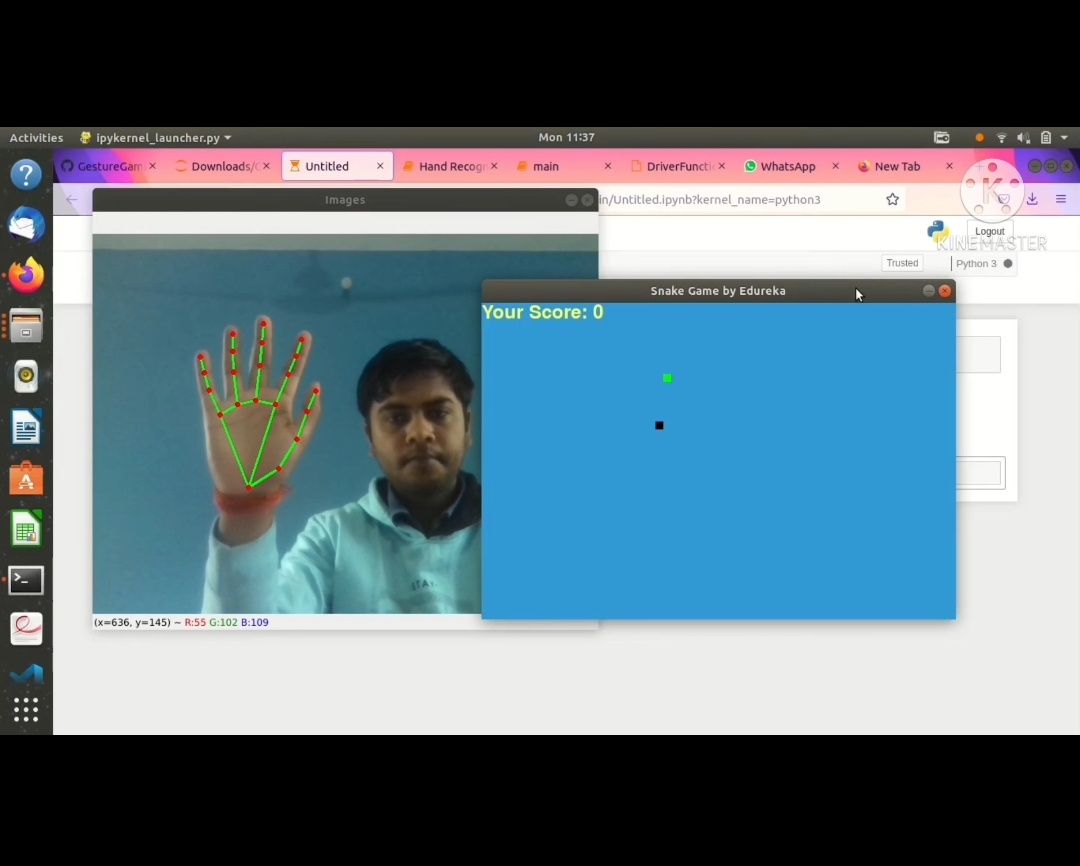 Activities ipykernel_launcher.py Mon 11:37
GestureGam Downloads/C Untitled Hand Recogn main DriverFuncti WhatsApp New Tab
in/Untitled.ipynb?kernel_name=python3
K
Images
Logout
KINEMASTER
Trusted Python 3
Snake Game by Edureka
Your Score: 0
STAY
(x=636, y=145) ~ R:55 G:102 B:109